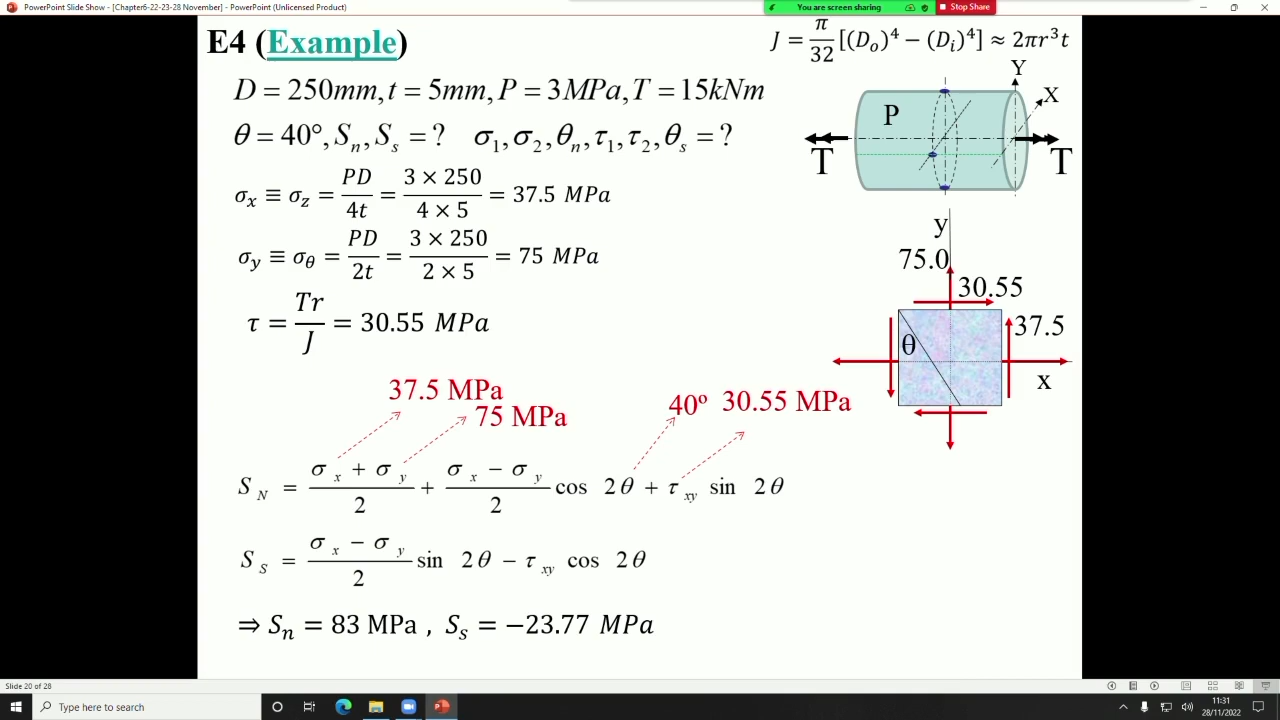 PowerPoint Slide Show - [Chapter6-22-23-28 November] - PowerPoint (Unlicensed Product)
You are screen sharing
Stop Share
E4 (Example)
J = π/32 [(D_o)^4 − (D_i)^4] ≈ 2πr^3t
D = 250mm, t = 5mm, P = 3MPa, T = 15kNm
θ = 40°, S_n, S_s = ? σ_1, σ_2, θ_n, τ_1, τ_2, θ_s = ?
σ_x ≡ σ_z = PD/4t = (3 × 250)/(4 × 5) = 37.5 MPa
σ_y ≡ σ_θ = PD/2t = (3 × 250)/(2 × 5) = 75 MPa
τ = Tr/J = 30.55 MPa
Y
X
P
T
T
y
75.0
30.55
37.5
θ
x
37.5 MPa
75 MPa
40º
30.55 MPa
S_N = (σ_x + σ_y)/2 + (σ_x − σ_y)/2 cos 2θ + τ_xy sin 2θ
S_S = (σ_x − σ_y)/2 sin 2θ − τ_xy cos 2θ
⇒ S_n = 83 MPa , S_s = −23.77 MPa
Slide 20 of 28
Type here to search
11:31
28/11/2022